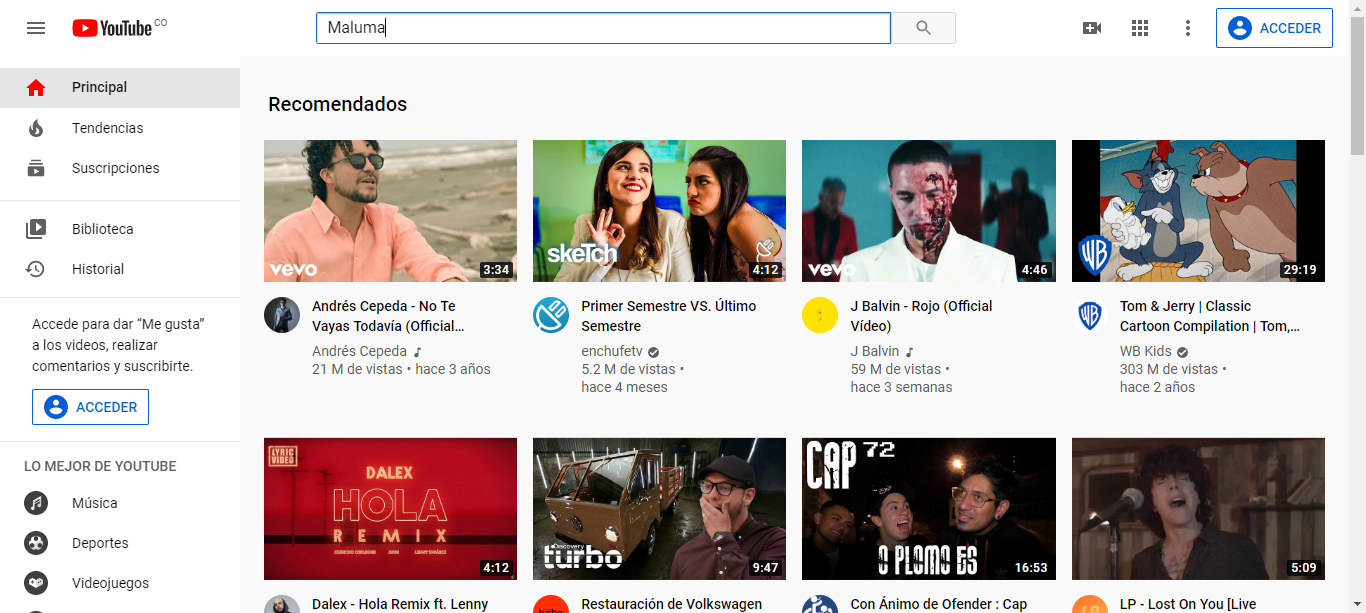 YouTube CO
Maluma
ACCEDER
Principal
Tendencias
Suscripciones
Biblioteca
Historial
Accede para dar “Me gusta”
a los videos, realizar
comentarios y suscribirte.
ACCEDER
LO MEJOR DE YOUTUBE
Música
Deportes
Videojuegos
Recomendados
vevo
3:34
Andrés Cepeda - No Te
Vayas Todavía (Official...
Andrés Cepeda
21 M de vistas • hace 3 años
skeTch
4:12
Primer Semestre VS. Último
Semestre
enchufetv
5.2 M de vistas •
hace 4 meses
vevo
4:46
J Balvin - Rojo (Official
Vídeo)
J Balvin
59 M de vistas •
hace 3 semanas
WB
29:19
WB
Tom & Jerry | Classic
Cartoon Compilation | Tom,...
WB Kids
303 M de vistas •
hace 2 años
LYRIC
VIDEO
DALEX
HOLA
REMIX
4:12
Dalex - Hola Remix ft. Lenny
Discovery
turbo
9:47
turbo
Restauración de Volkswagen
CAP 72
O PLOMO ES
16:53
Con Ánimo de Ofender : Cap
5:09
LP - Lost On You [Live